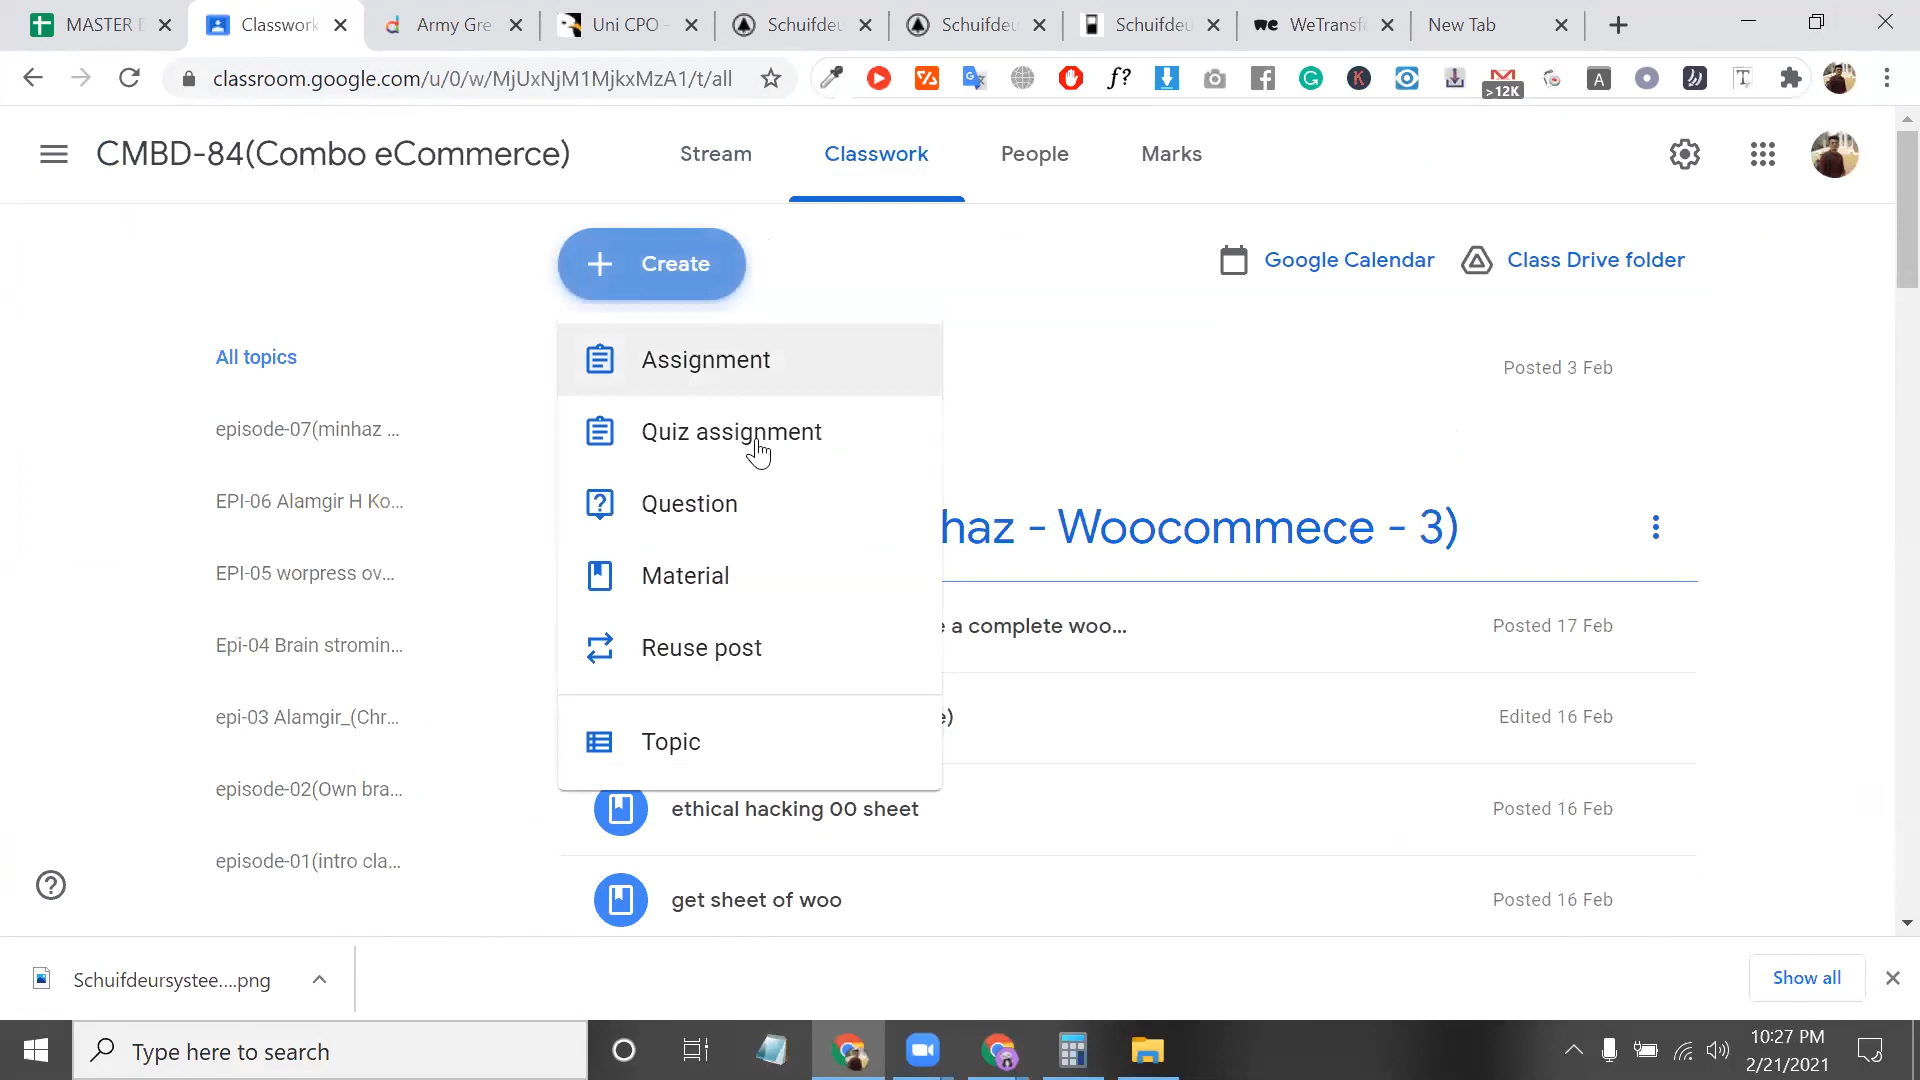 MASTER
Classwork
Army Gre
Uni CPO -
Schuifdeu
Schuifdeu
Schuifdeu
WeTransf
New Tab
classroom.google.com/u/0/w/MjUxNjM1MjkxMzA1/t/all
>12K
CMBD-84(Combo eCommerce)
Stream
Classwork
People
Marks
Create
Google Calendar
Class Drive folder
All topics
episode-07(minhaz ...
EPI-06 Alamgir H Ko...
EPI-05 worpress ov...
Epi-04 Brain stromin...
epi-03 Alamgir_(Chr...
episode-02(Own bra...
episode-01(intro cla...
Assignment
Quiz assignment
Question
Material
Reuse post
Topic
Posted 3 Feb
haz - Woocommece - 3)
a complete woo...
Posted 17 Feb
e)
Edited 16 Feb
ethical hacking 00 sheet
Posted 16 Feb
get sheet of woo
Posted 16 Feb
Schuifdeursystee....png
Show all
Type here to search
10:27 PM
2/21/2021